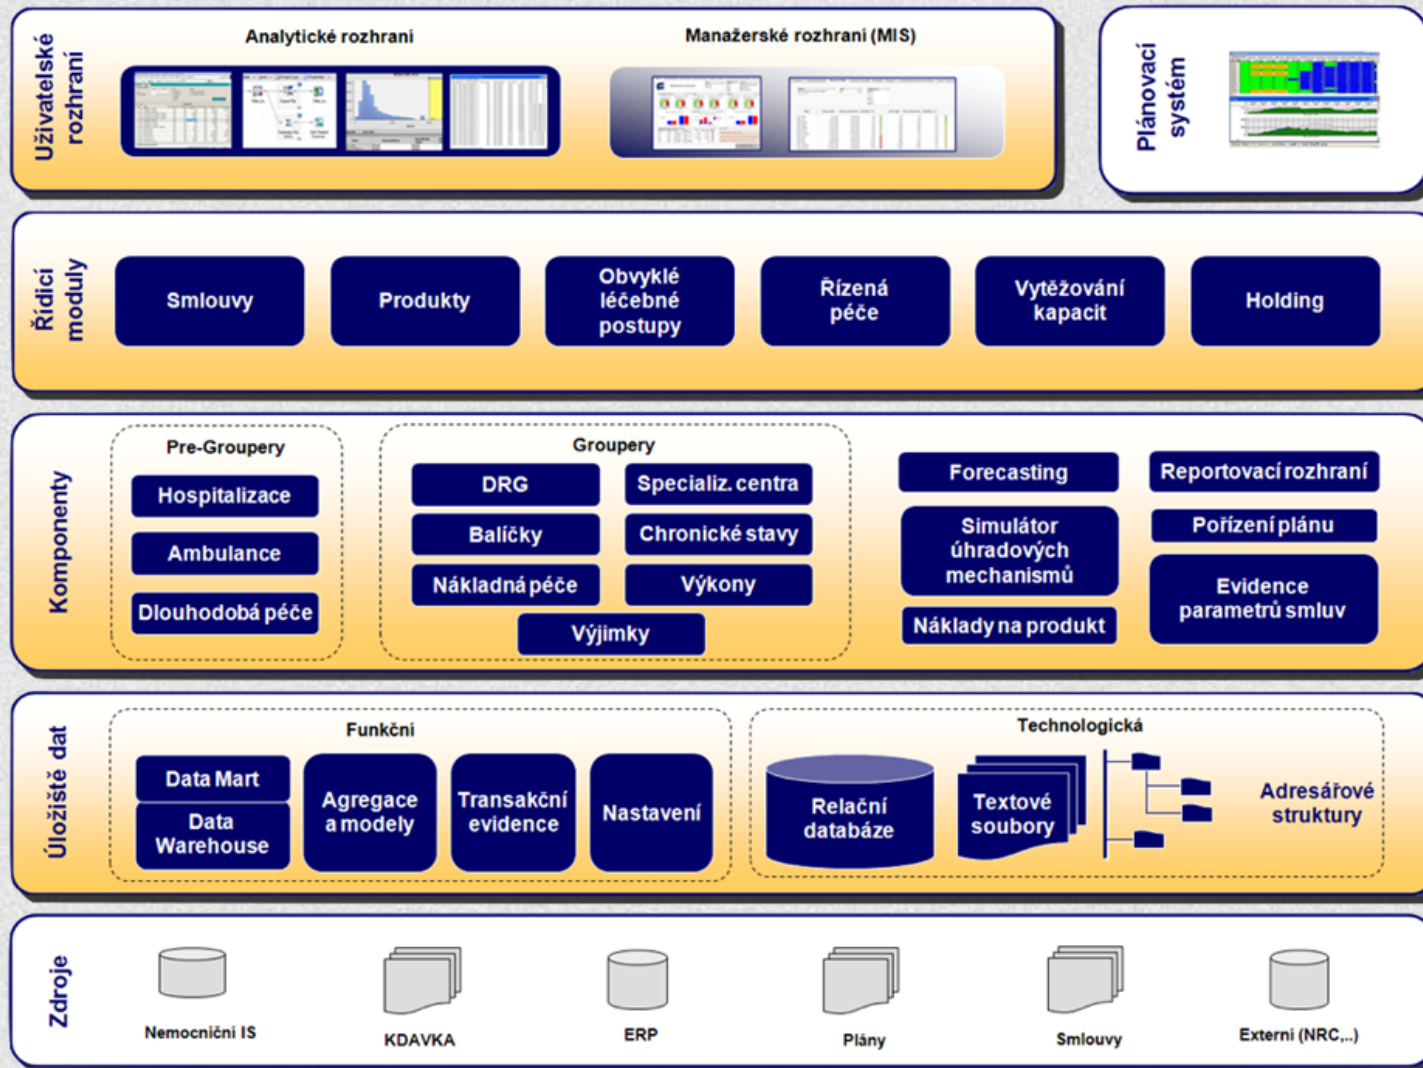 Uživatelské
rozhraní
Analytické rozhraní
Manažerské rozhraní (MIS)
Plánovací
systém
Řídicí
moduly
Smlouvy
Produkty
Obvyklé
léčebné
postupy
Řízená
péče
Vytěžování
kapacit
Holding
Komponenty
Pre-Groupery
Hospitalizace
Ambulance
Dlouhodobá péče
Groupery
DRG
Specializ. centra
Balíčky
Chronické stavy
Nákladná péče
Výkony
Výjimky
Forecasting
Simulátor
úhradových
mechanismů
Náklady na produkt
Reportovací rozhraní
Pořízení plánu
Evidence
parametrů smluv
Úložiště dat
Funkční
Data Mart
Data
Warehouse
Agregace
a modely
Transakční
evidence
Nastavení
Technologická
Relační
databáze
Textové
soubory
Adresářové
struktury
Zdroje
Nemocniční IS
KDAVKA
ERP
Plány
Smlouvy
Externí (NRC,..)